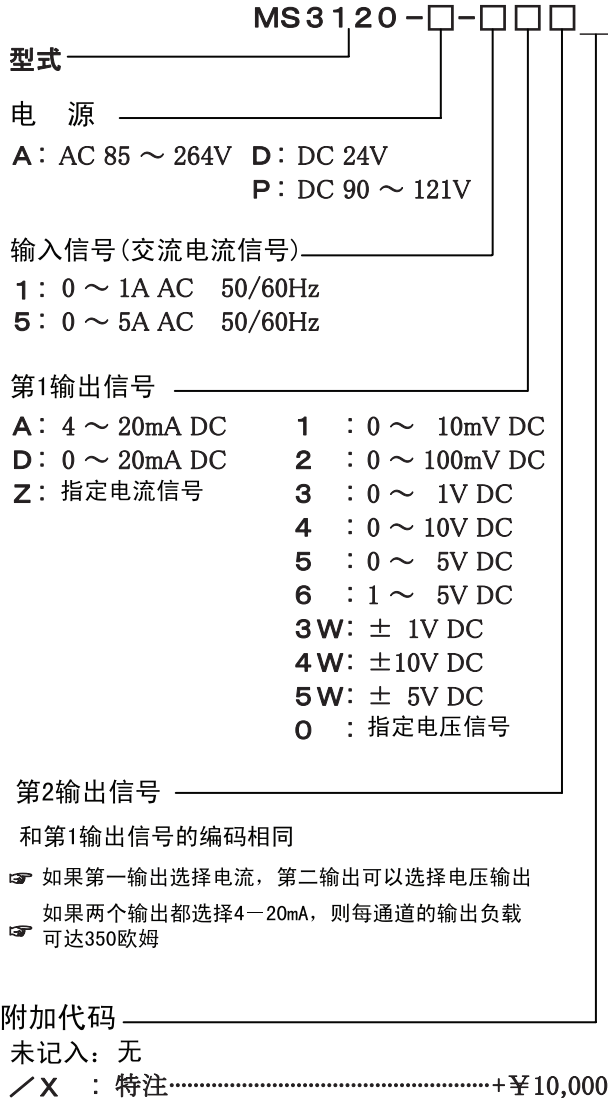 MS3120-□-□□□
型式
电 源
A：AC 85 ～ 264V D：DC 24V
P：DC 90 ～ 121V
输入信号(交流电流信号)
1：0 ～ 1A AC 50/60Hz
5：0 ～ 5A AC 50/60Hz
第1输出信号
A：4 ～ 20mA DC 1 ：0 ～ 10mV DC
D：0 ～ 20mA DC 2 ：0 ～ 100mV DC
Z：指定电流信号 3 ：0 ～ 1V DC
4 ：0 ～ 10V DC
5 ：0 ～ 5V DC
6 ：1 ～ 5V DC
3W：± 1V DC
4W：±10V DC
5W：± 5V DC
0 ：指定电压信号
第2输出信号
和第1输出信号的编码相同
☞ 如果第一输出选择电流，第二输出可以选择电压输出
☞ 如果两个输出都选择4－20mA，则每通道的输出负载
可达350欧姆
附加代码
未记入：无
／X ：特注………………………………………+￥10,000